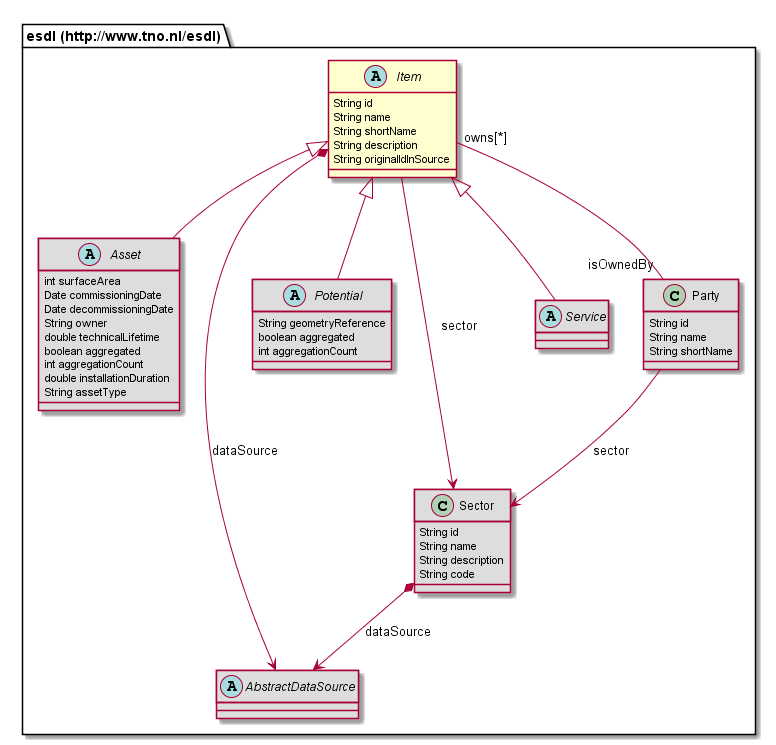 esdl (http://www.tno.nl/esdl)
A Item
String id
String name
String shortName
String description
String originalIdInSource
owns[*]
isOwnedBy
A Asset
int surfaceArea
Date commissioningDate
Date decommissioningDate
String owner
double technicalLifetime
boolean aggregated
int aggregationCount
double installationDuration
String assetType
A Potential
String geometryReference
boolean aggregated
int aggregationCount
A Service
C Party
String id
String name
String shortName
sector
dataSource
sector
C Sector
String id
String name
String description
String code
dataSource
A AbstractDataSource